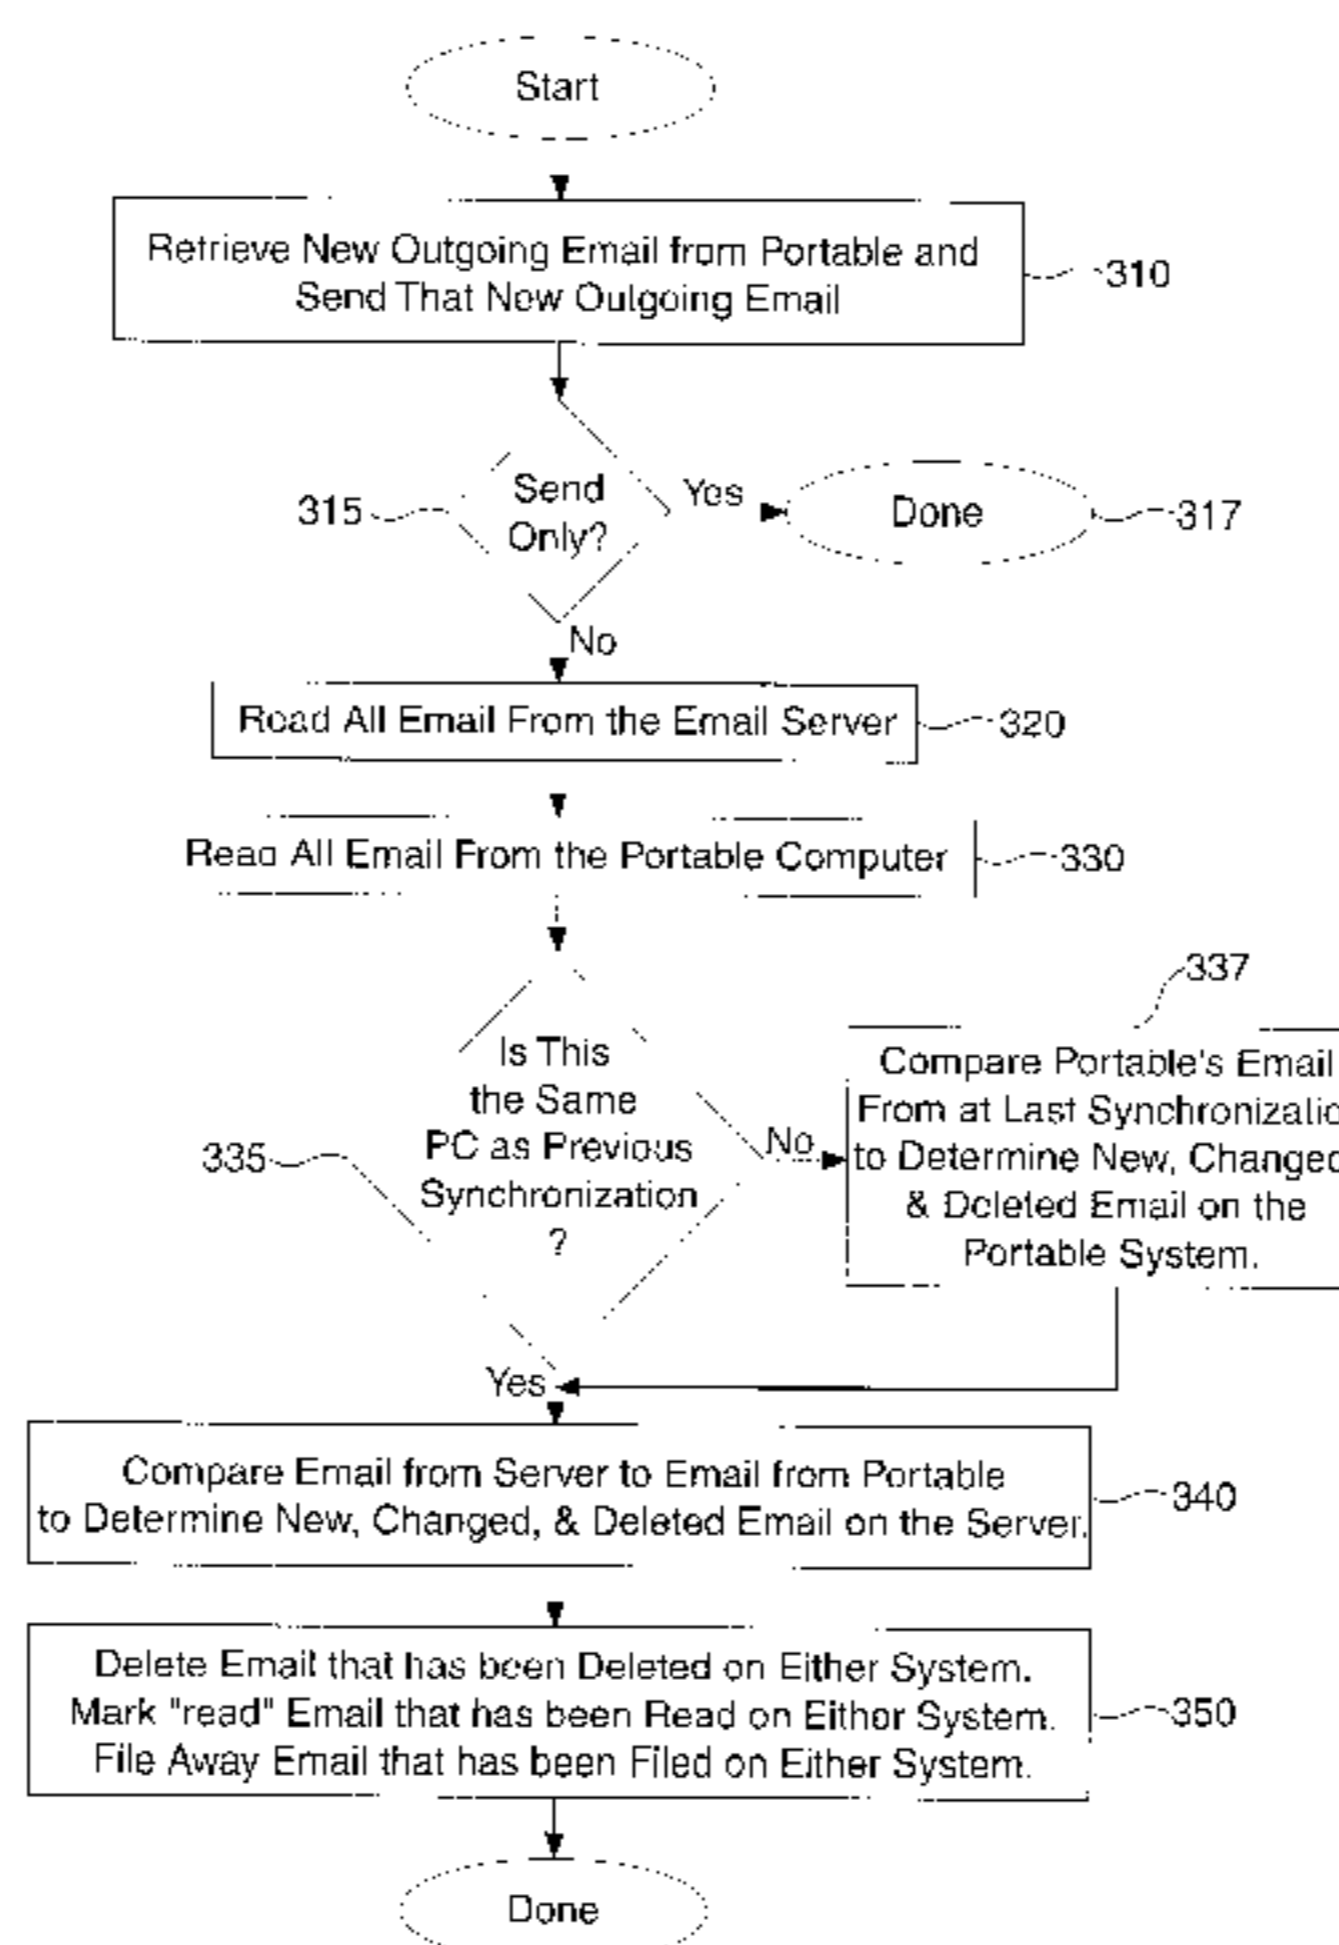 Start
Retrieve New Outgoing Email from Portable and
Send That New Outgoing Email
310
Send
Only?
315
Yes
Done
317
No
Read All Email From the Email Server
320
Read All Email From the Portable Computer
330
Is This
the Same
PC as Previous
Synchronization
?
335
No
337
Compare Portable's Email
From at Last Synchronizatio
to Determine New, Changed
& Deleted Email on the
Portable System.
Yes
Compare Email from Server to Email from Portable
to Determine New, Changed, & Deleted Email on the Server.
340
Delete Email that has been Deleted on Either System.
Mark "read" Email that has been Read on Either System.
File Away Email that has been Filed on Either System.
350
Done